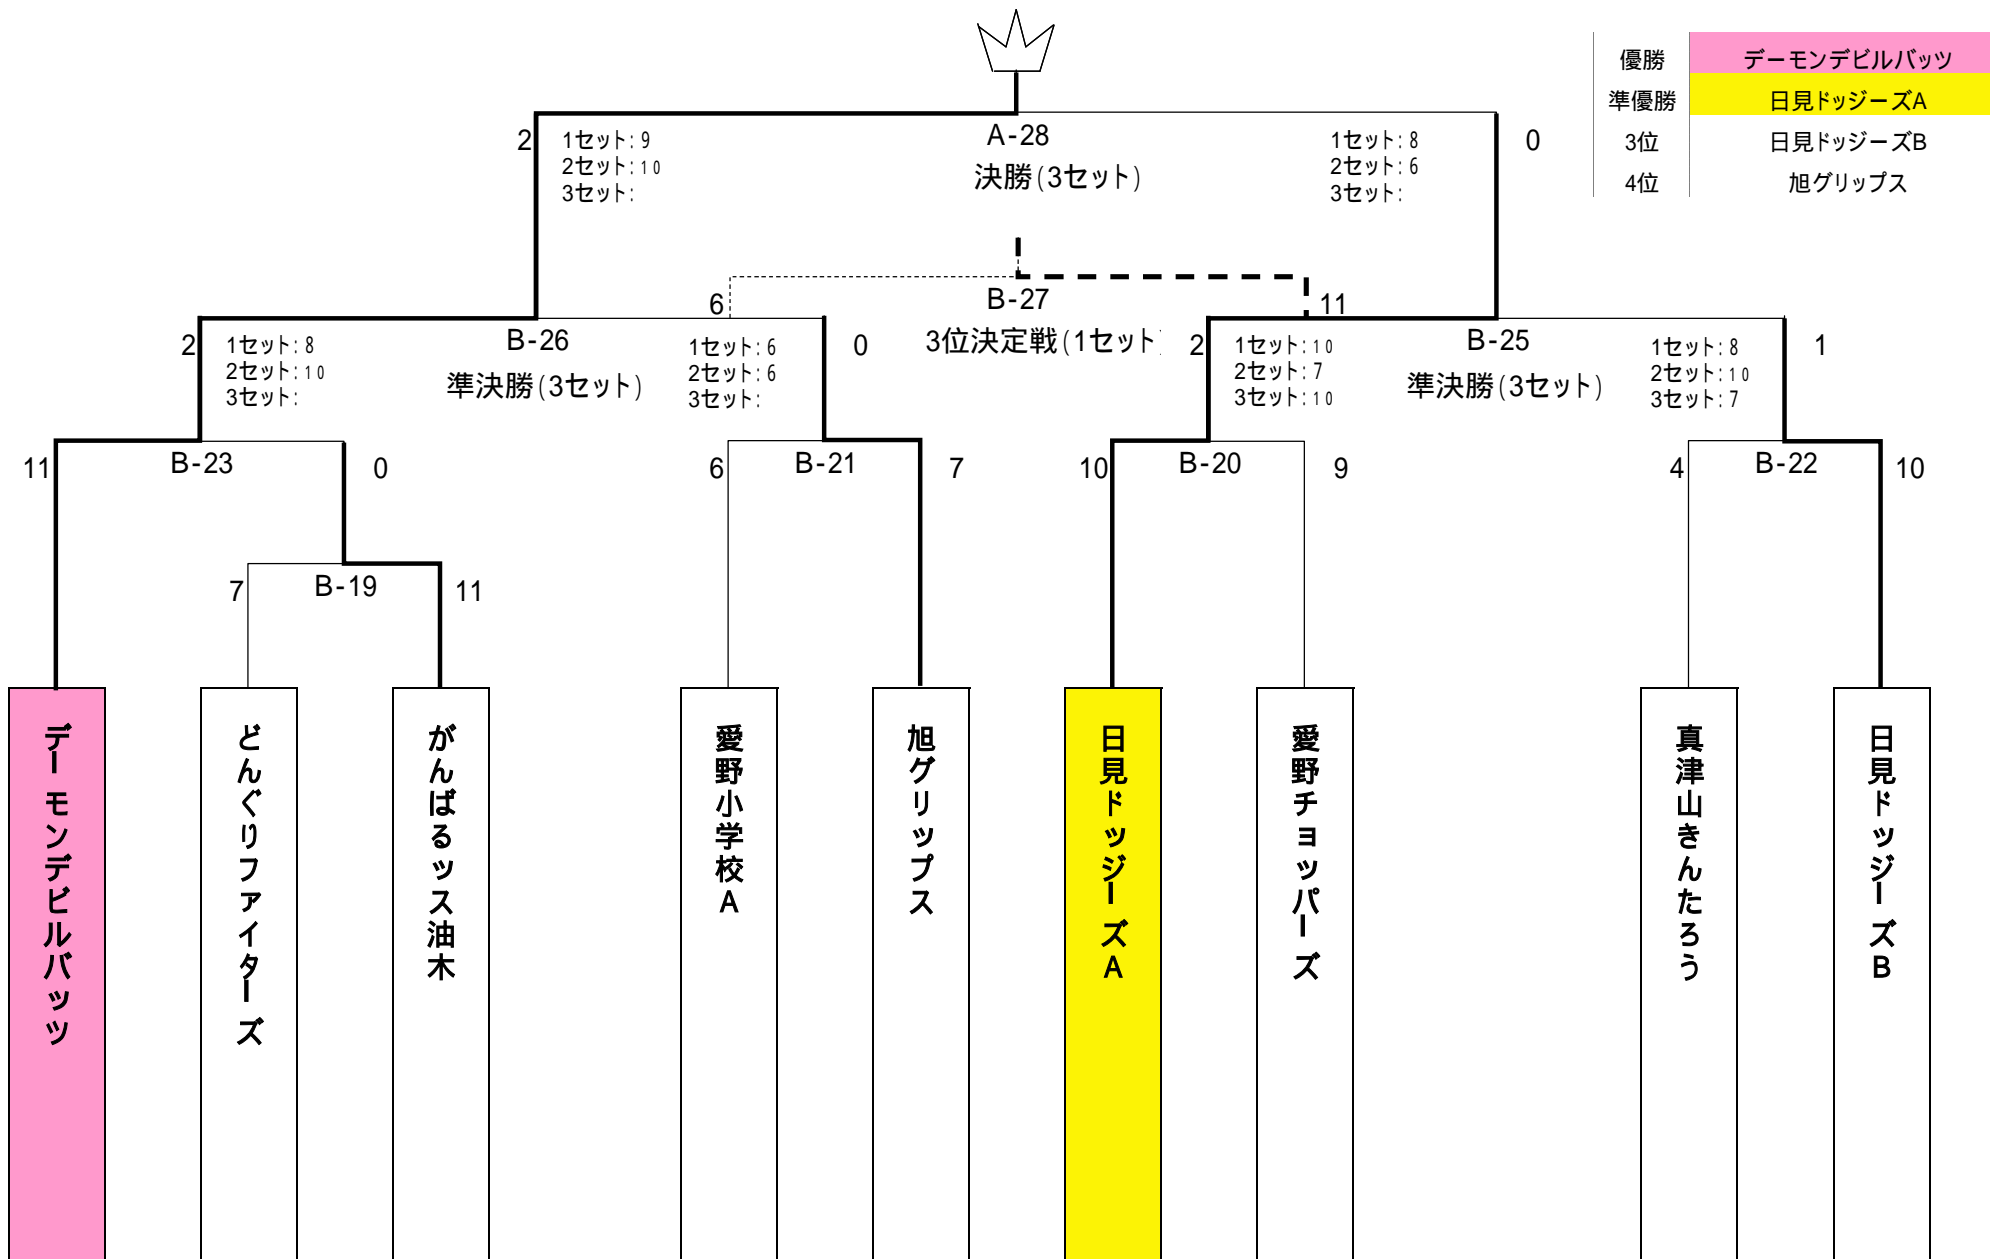 優勝 デーモンデビルバッツ
準優勝 日見ドッジーズA
3位 日見ドッジーズB
4位 旭グリップス
2 1セット:9 A-28 1セット:8 0
2セット:10 決勝(3セット) 2セット:6
3セット: 3セット:
6 B-27 11
3位決定戦(1セット
2 1セット:8 B-26 1セット:6 0
2セット:10 準決勝(3セット) 2セット:6
3セット: 3セット:
2 1セット:10 B-25 1セット:8 1
2セット:7 準決勝(3セット) 2セット:10
3セット:10 3セット:7
11 B-23 0 6 B-21 7 10 B-20 9 4 B-22 10
7 B-19 11
デーモンデビルバッツ
どんぐりファイターズ
がんばるッス油木
愛野小学校A
旭グリップス
日見ドッジーズA
愛野チョッパーズ
真津山きんたろう
日見ドッジーズB